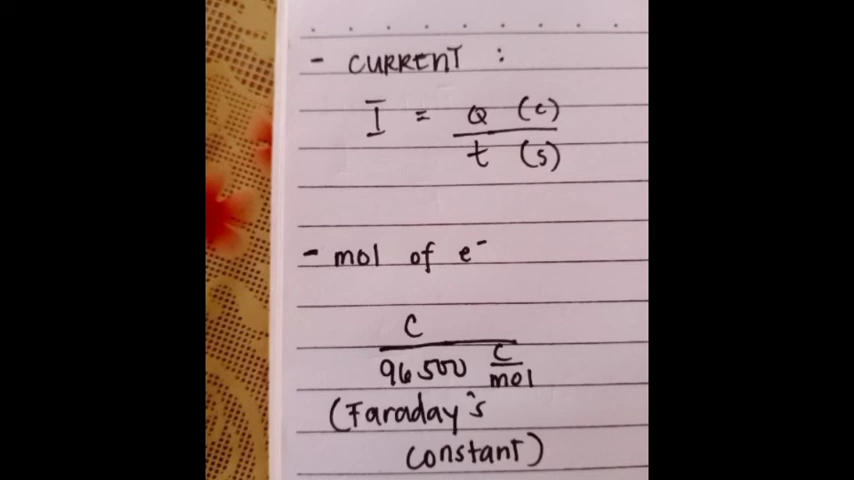 - CURRENT :
I = Q (C)
t (s)
- mol of e⁻
C
96500 C
mol
(Faraday's
constant)